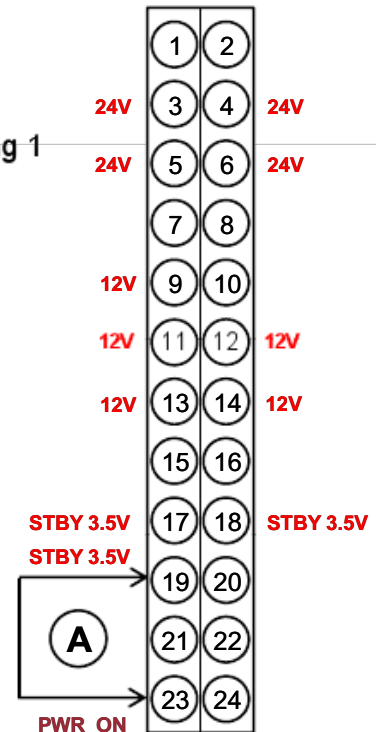 1 2
24V 3 4 24V
g 1
24V 5 6 24V
7 8
12V 9 10
12V 11 12 12V
12V 13 14 12V
15 16
STBY 3.5V 17 18 STBY 3.5V
STBY 3.5V
19 20
A 21 22
23 24
PWR ON